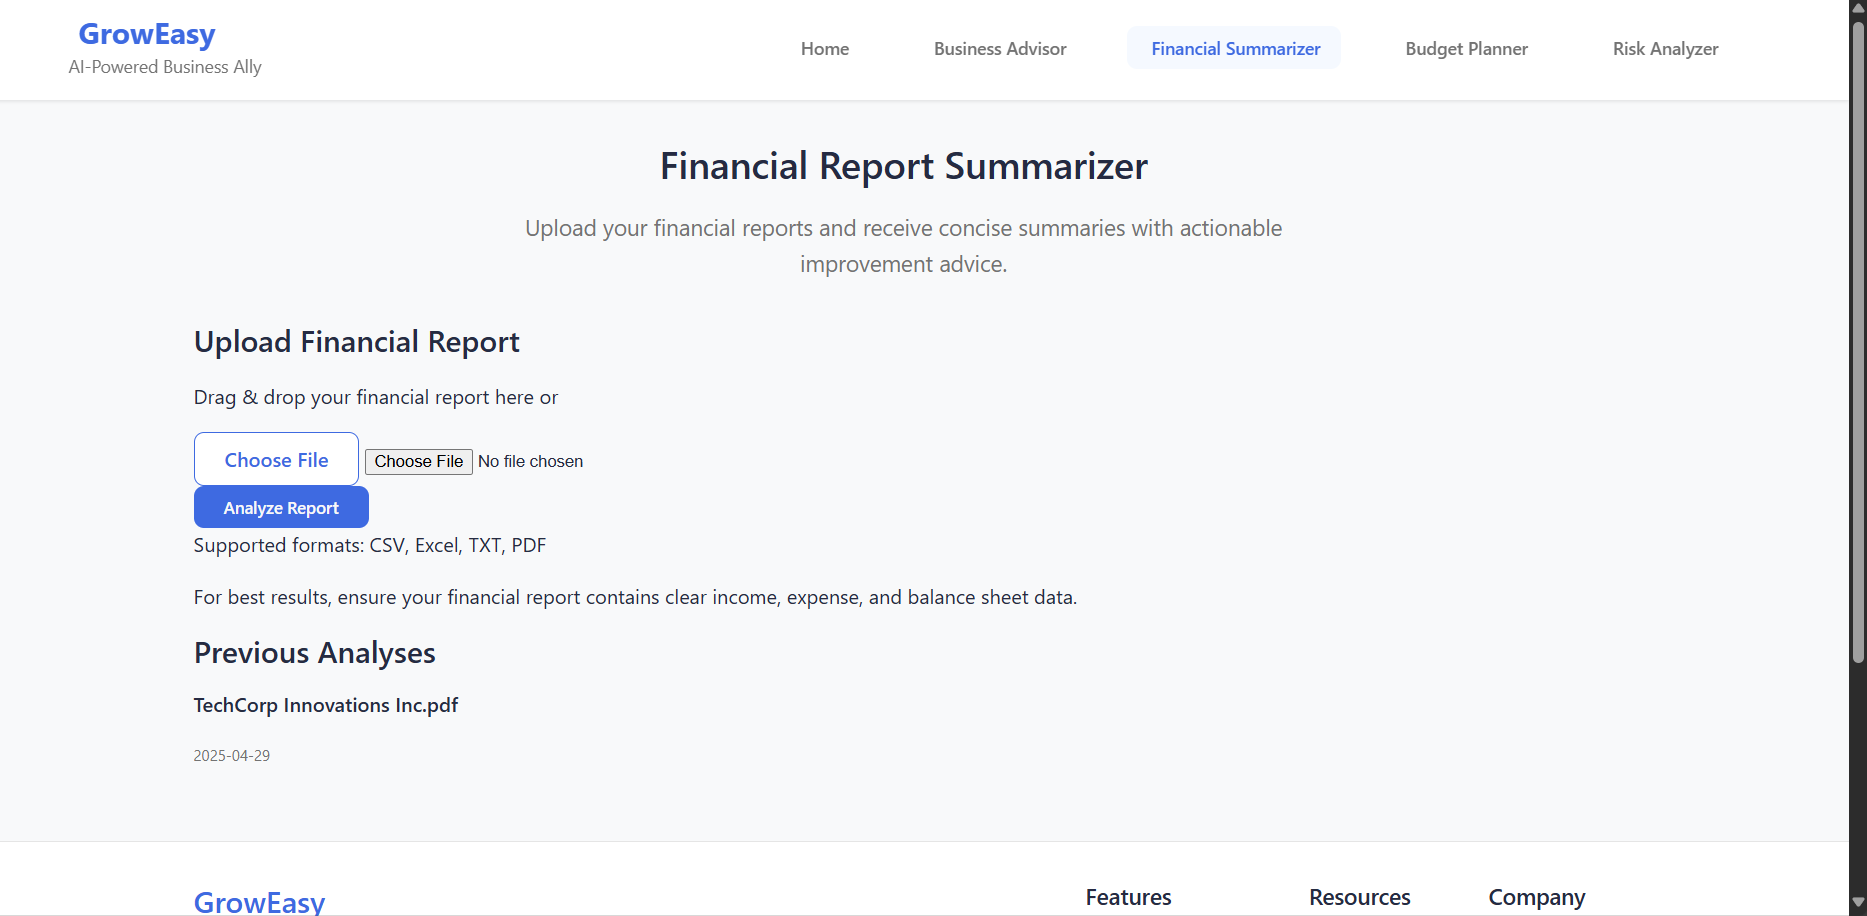 GrowEasy
AI-Powered Business Ally
Home
Business Advisor
Financial Summarizer
Budget Planner
Risk Analyzer
Financial Report Summarizer
Upload your financial reports and receive concise summaries with actionable
improvement advice.
Upload Financial Report
Drag & drop your financial report here or
Choose File
Choose File No file chosen
Analyze Report
Supported formats: CSV, Excel, TXT, PDF
For best results, ensure your financial report contains clear income, expense, and balance sheet data.
Previous Analyses
TechCorp Innovations Inc.pdf
2025-04-29
GrowEasy
Features
Resources
Company